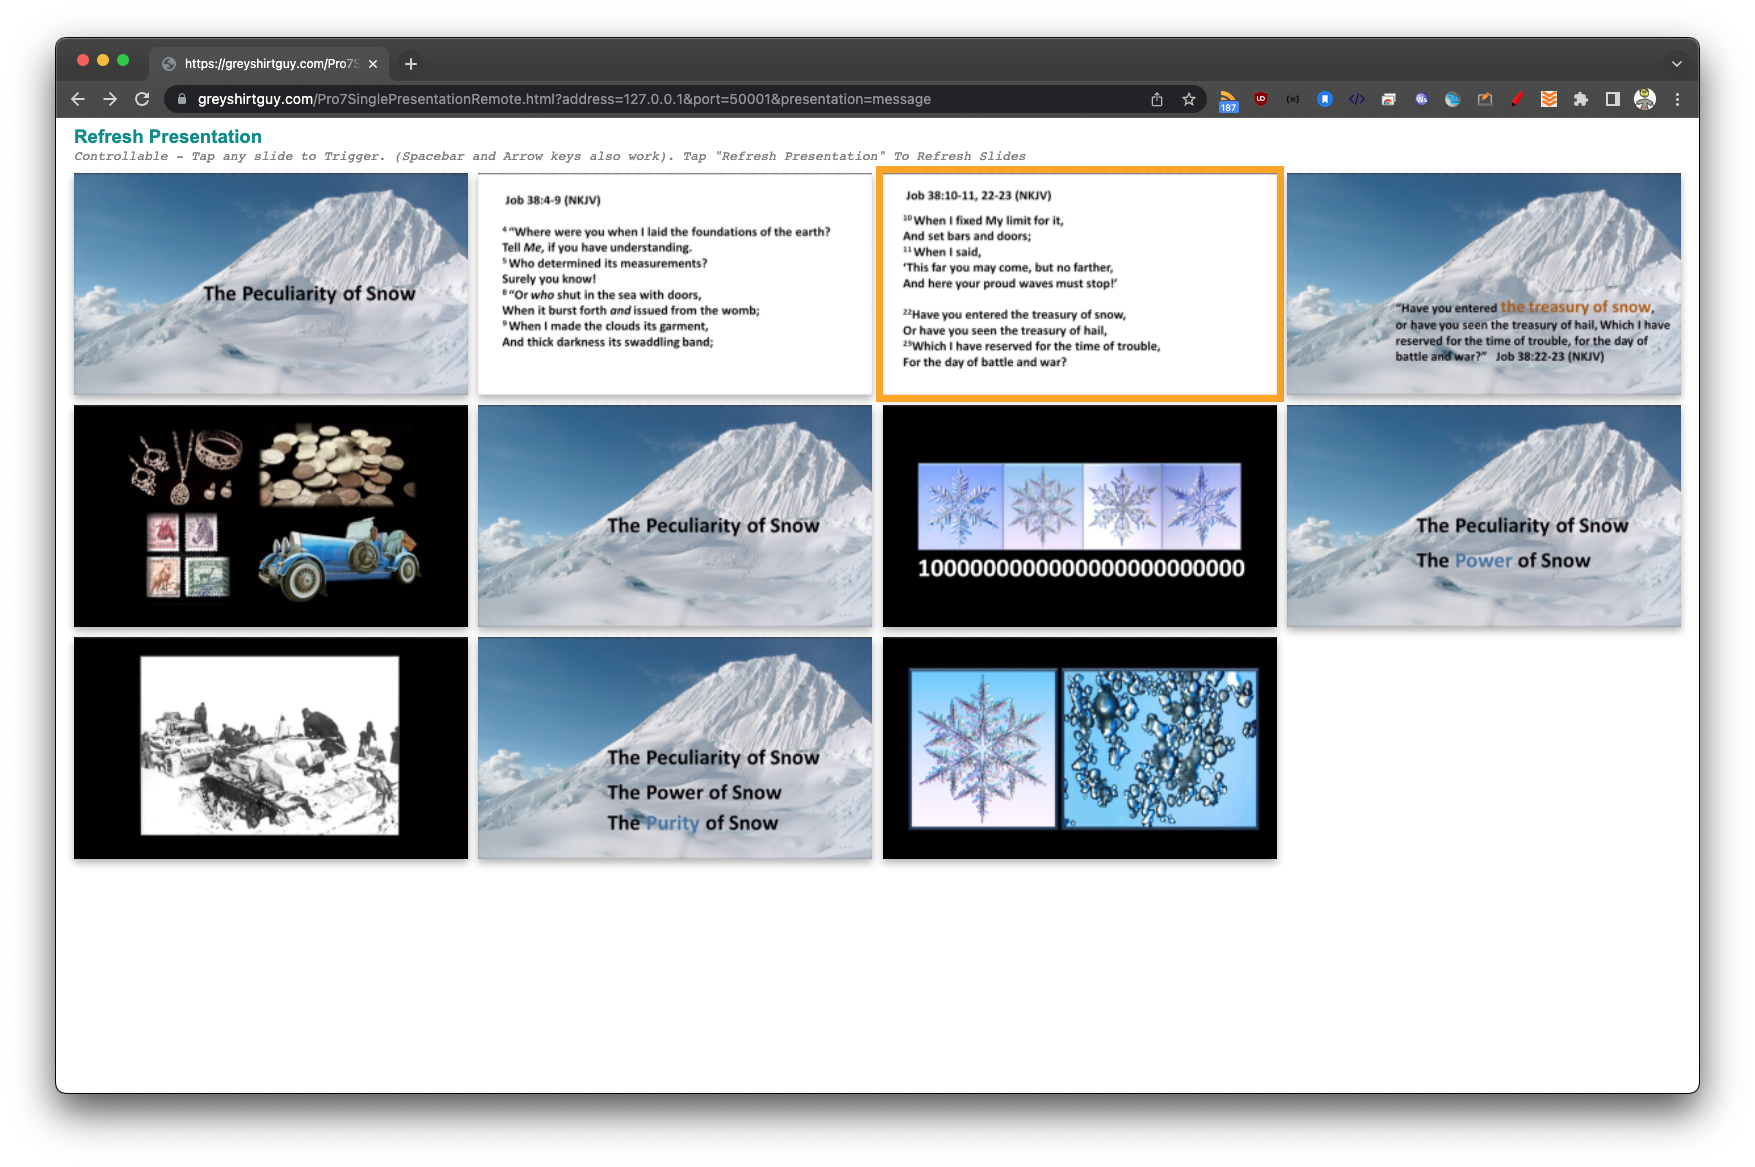 https://greyshirtguy.com/Pro7S
greyshirtguy.com/Pro7SinglePresentationRemote.html?address=127.0.0.1&port=50001&presentation=message
187
Refresh Presentation
Controllable - Tap any slide to Trigger. (Spacebar and Arrow keys also work). Tap "Refresh Presentation" To Refresh Slides
The Peculiarity of Snow
Job 38:4-9 (NKJV)
4 “Where were you when I laid the foundations of the earth?
Tell Me, if you have understanding.
5 Who determined its measurements?
Surely you know!
8 “Or who shut in the sea with doors,
When it burst forth and issued from the womb;
9 When I made the clouds its garment,
And thick darkness its swaddling band;
Job 38:10-11, 22-23 (NKJV)
10 When I fixed My limit for it,
And set bars and doors;
11 When I said,
‘This far you may come, but no farther,
And here your proud waves must stop!’
22Have you entered the treasury of snow,
Or have you seen the treasury of hail,
23Which I have reserved for the time of trouble,
For the day of battle and war?
“Have you entered the treasury of snow,
or have you seen the treasury of hail, Which I have
reserved for the time of trouble, for the day of
battle and war?” Job 38:22-23 (NKJV)
The Peculiarity of Snow
The Peculiarity of Snow
The Power of Snow
The Peculiarity of Snow
The Power of Snow
The Purity of Snow